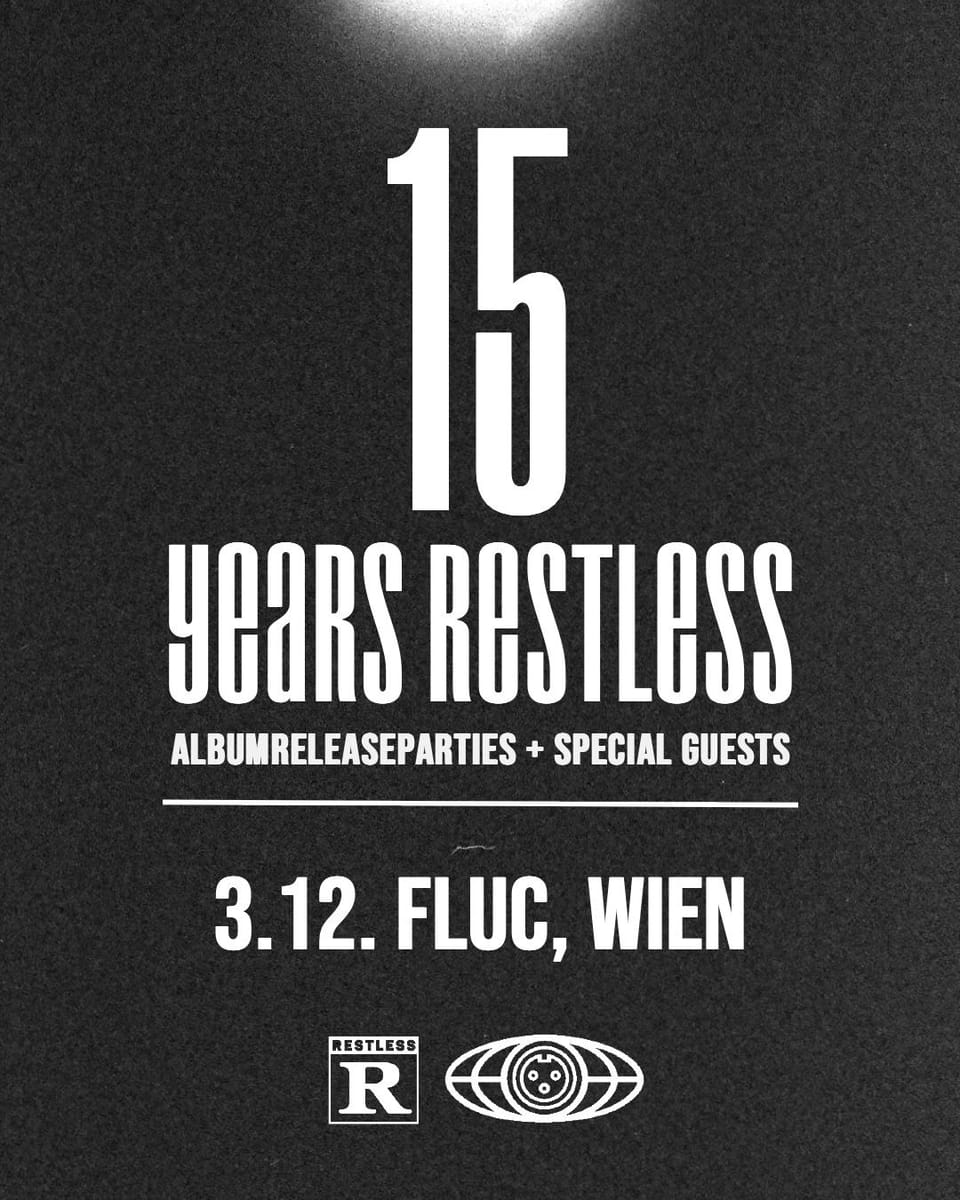 15
YEARS RESTLESS
ALBUMRELEASEPARTIES + SPECIAL GUESTS
3.12. FLUC, WIEN
RESTLESS
R